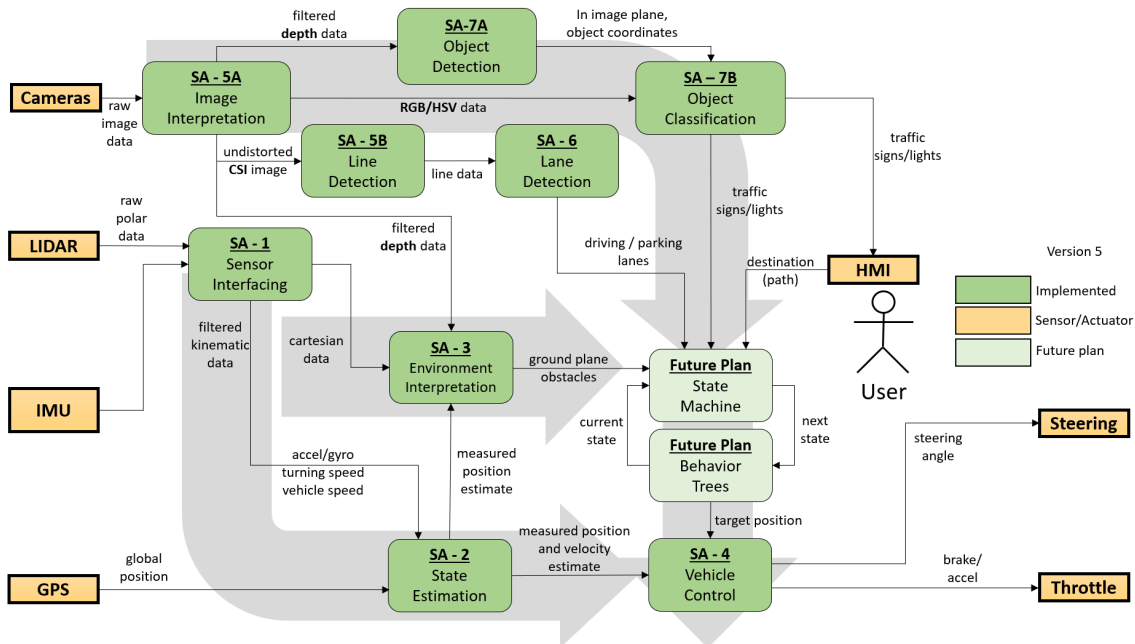 filtered
depth data
SA-7A
Object
Detection
In image plane,
object coordinates
Cameras
raw
image
data
SA - 5A
Image
Interpretation
RGB/HSV data
SA – 7B
Object
Classification
undistorted
CSI image
SA - 5B
Line
Detection
line data
SA - 6
Lane
Detection
traffic
signs/lights
traffic
signs/lights
LIDAR
raw
polar
data
SA - 1
Sensor
Interfacing
filtered
depth data
driving / parking
lanes
destination
(path)
HMI
User
Version 5
Implemented
Sensor/Actuator
Future plan
filtered
kinematic
data
cartesian
data
SA - 3
Environment
Interpretation
ground plane
obstacles
Future Plan
State
Machine
current
state
next
state
Future Plan
Behavior
Trees
IMU
accel/gyro
turning speed
vehicle speed
measured
position
estimate
Steering
steering
angle
target position
GPS
global
position
SA - 2
State
Estimation
measured position
and velocity
estimate
SA - 4
Vehicle
Control
brake/
accel
Throttle